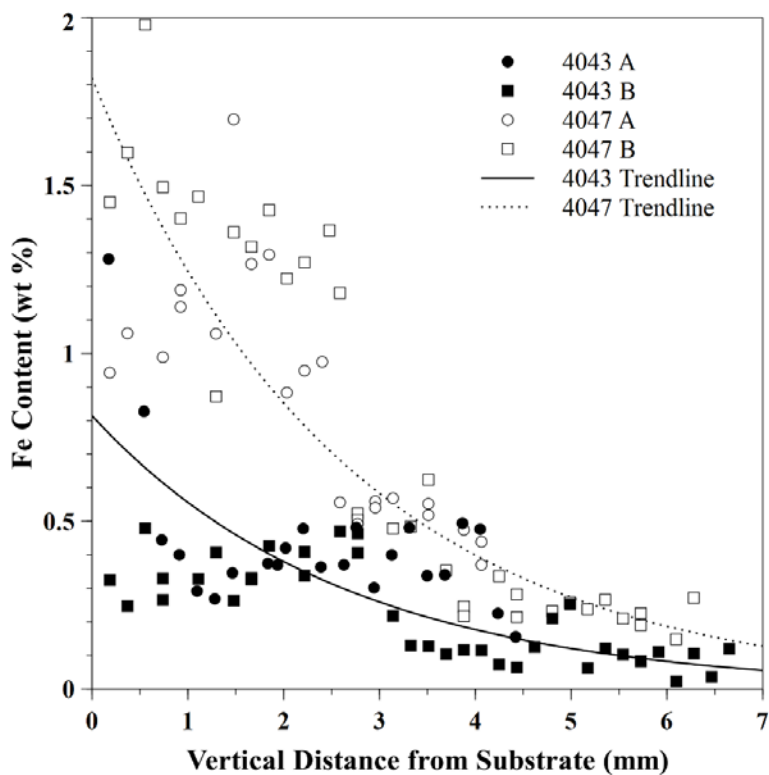 2
1.5
1
0.5
0
Fe Content (wt %)
4043 A
4043 B
4047 A
4047 B
4043 Trendline
4047 Trendline
0 1 2 3 4 5 6 7
Vertical Distance from Substrate (mm)